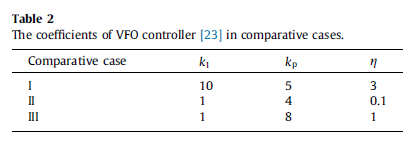 Table 2
The coefficients of VFO controller [23] in comparative cases.
Comparative case k₁ kₚ η
I 10 5 3
II 1 4 0.1
III 1 8 1